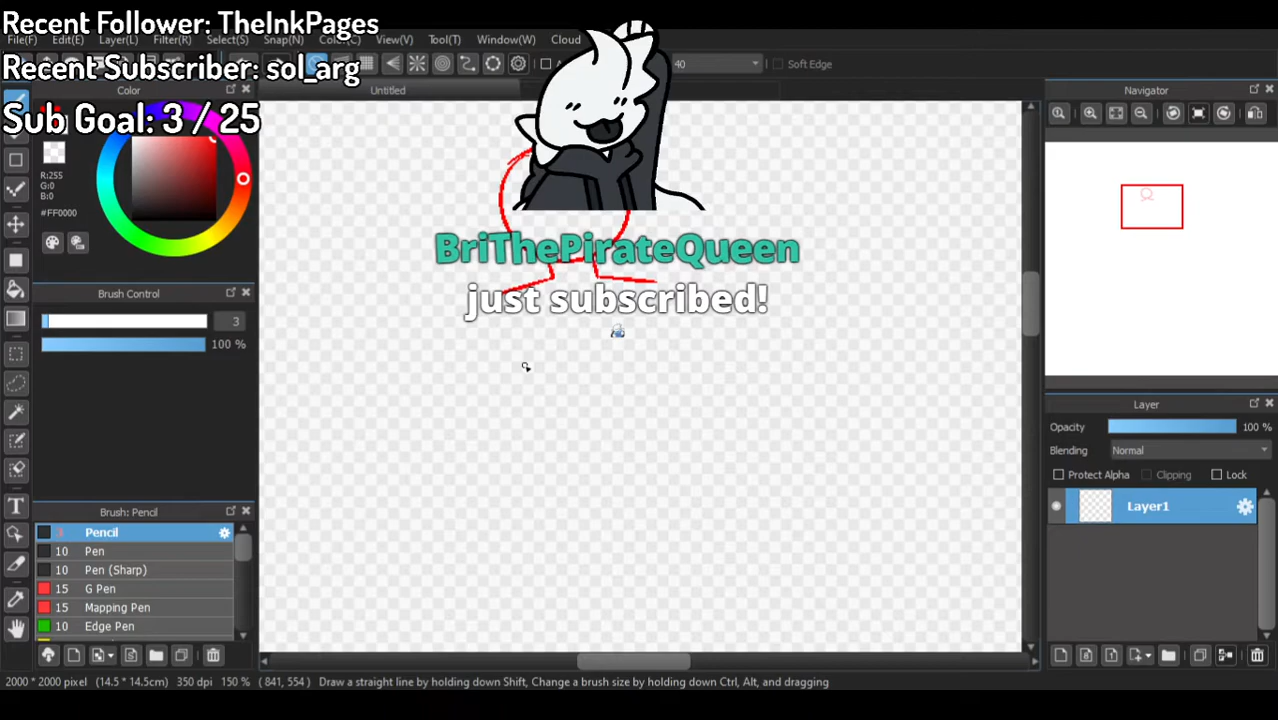 Recent Follower: TheInkPages
File(F) Edit(E) Layer(L) Filter(R) Select(S) Snap(N) View(V) Tool(T) Window(W) Cloud
Recent Subscriber: sol_arg
40 Soft Edge
Color
Untitled
Navigator
Sub Goal: 3 / 25
R:255
G:0
B:0
#FF0000
BriThePirateQueen
just subscribed!
Brush Control
3
100 %
Layer
Opacity 100 %
Blending Normal
Protect Alpha Clipping Lock
Layer1
Brush: Pencil
3 Pencil
10 Pen
10 Pen (Sharp)
15 G Pen
15 Mapping Pen
10 Edge Pen
2000 * 2000 pixel (14.5 * 14.5cm) 350 dpi 150 % ( 841, 554 ) Draw a straight line by holding down Shift, Change a brush size by holding down Ctrl, Alt, and dragging